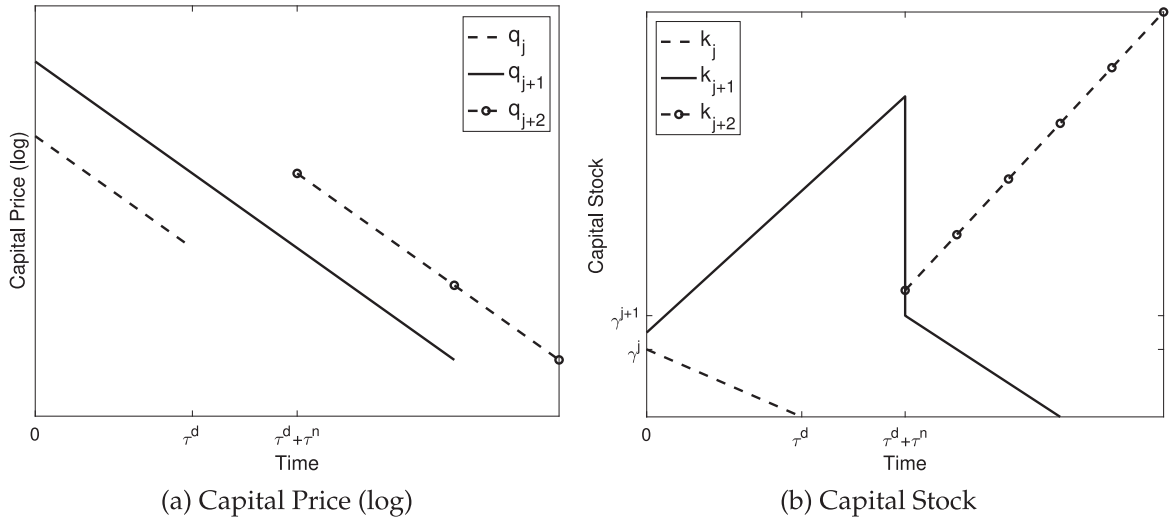 q_j
q_{j+1}
q_{j+2}
Capital Price (log)
0
τ^d
τ^d+τ^n
Time
(a) Capital Price (log)
k_j
k_{j+1}
k_{j+2}
Capital Stock
γ^{j+1}
γ^j
0
τ^d
τ^d+τ^n
Time
(b) Capital Stock